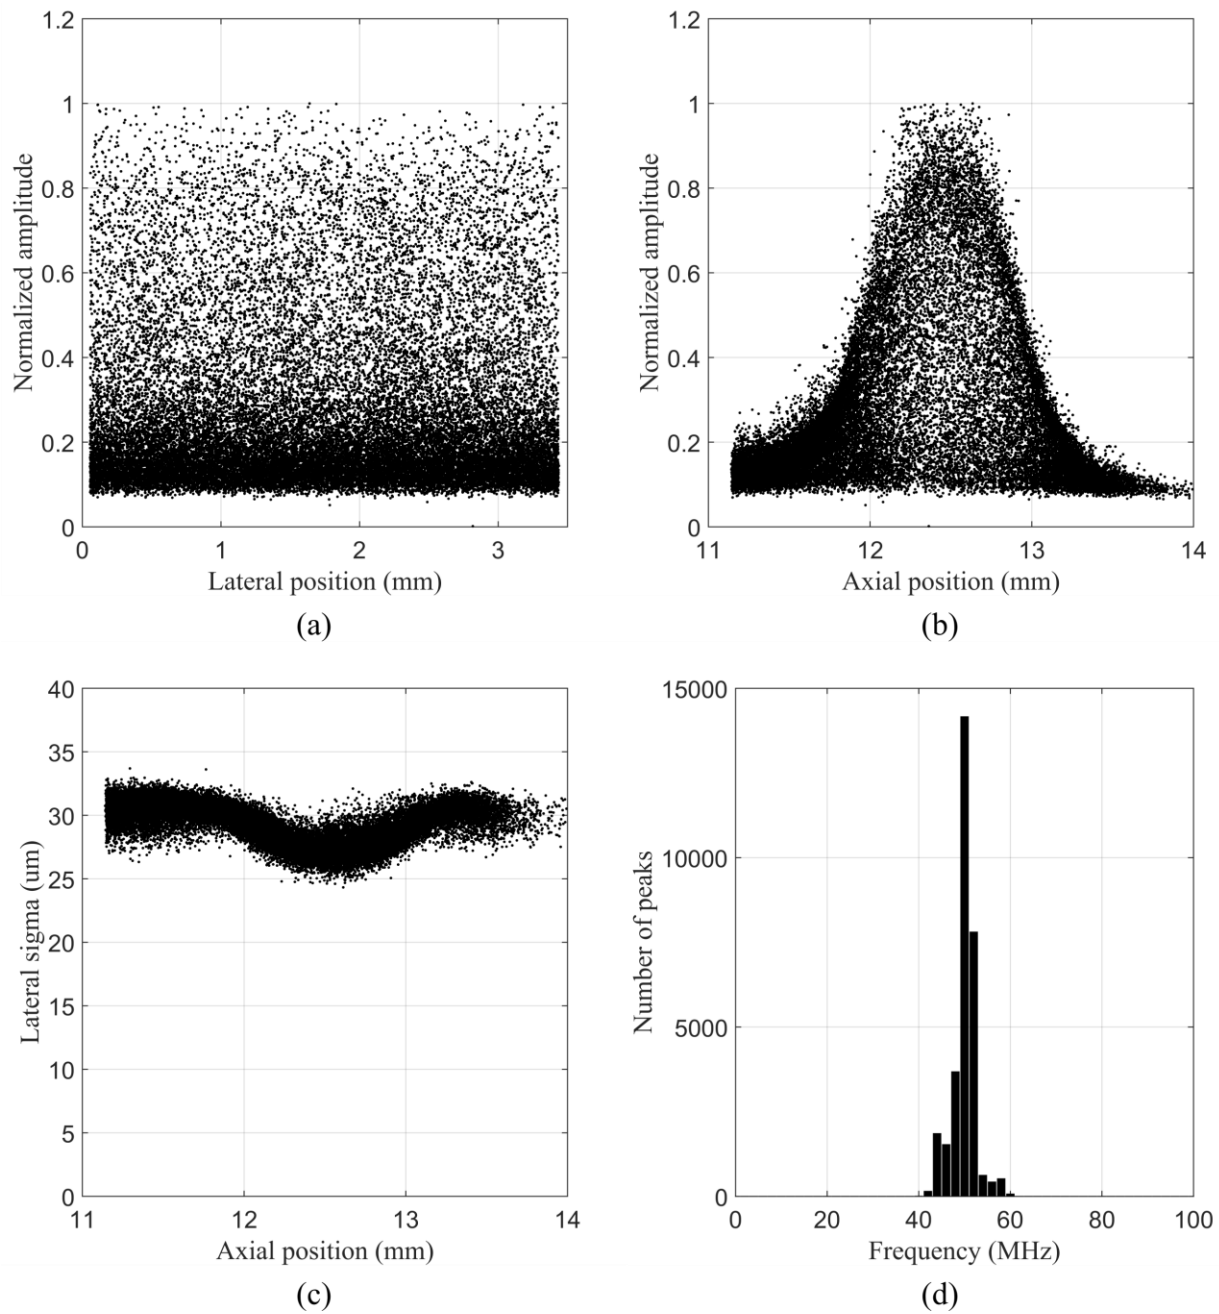 1.2
1
0.8
0.6
0.4
0.2
0
Normalized amplitude
0 1 2 3
Lateral position (mm)
(a)
1.2
1
0.8
0.6
0.4
0.2
0
Normalized amplitude
11 12 13 14
Axial position (mm)
(b)
40
35
30
25
20
15
10
5
0
Lateral sigma (um)
11 12 13 14
Axial position (mm)
(c)
15000
10000
5000
0
Number of peaks
0 20 40 60 80 100
Frequency (MHz)
(d)